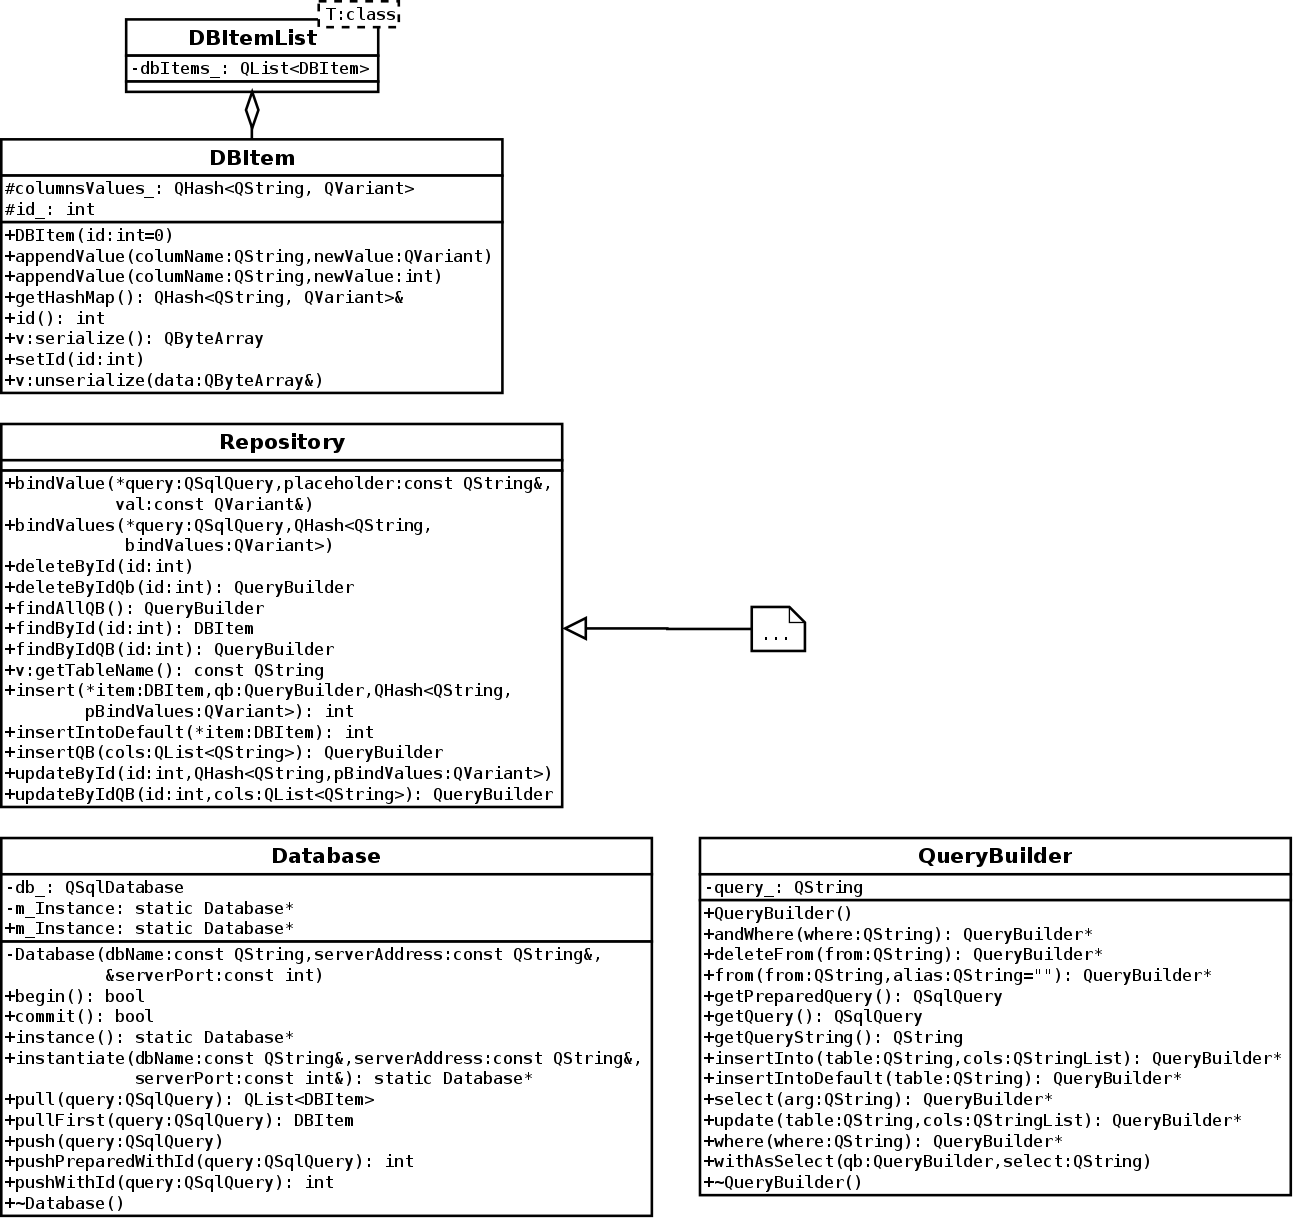 T:class
DBItemList
-dbItems_: QList<DBItem>
DBItem
#columnsValues_: QHash<QString, QVariant>
#id_: int
+DBItem(id:int=0)
+appendValue(columName:QString,newValue:QVariant)
+appendValue(columName:QString,newValue:int)
+getHashMap(): QHash<QString, QVariant>&
+id(): int
+v:serialize(): QByteArray
+setId(id:int)
+v:unserialize(data:QByteArray&)
Repository
+bindValue(*query:QSqlQuery,placeholder:const QString&,
val:const QVariant&)
+bindValues(*query:QSqlQuery,QHash<QString,
bindValues:QVariant>)
+deleteById(id:int)
+deleteByIdQb(id:int): QueryBuilder
+findAllQB(): QueryBuilder
+findById(id:int): DBItem
+findByIdQB(id:int): QueryBuilder
+v:getTableName(): const QString
+insert(*item:DBItem,qb:QueryBuilder,QHash<QString,
pBindValues:QVariant>): int
+insertIntoDefault(*item:DBItem): int
+insertQB(cols:QList<QString>): QueryBuilder
+updateById(id:int,QHash<QString,pBindValues:QVariant>)
+updateByIdQB(id:int,cols:QList<QString>): QueryBuilder
...
Database
-db_: QSqlDatabase
-m_Instance: static Database*
+m_Instance: static Database*
-Database(dbName:const QString,serverAddress:const QString&,
&serverPort:const int)
+begin(): bool
+commit(): bool
+instance(): static Database*
+instantiate(dbName:const QString&,serverAddress:const QString&,
serverPort:const int&): static Database*
+pull(query:QSqlQuery): QList<DBItem>
+pullFirst(query:QSqlQuery): DBItem
+push(query:QSqlQuery)
+pushPreparedWithId(query:QSqlQuery): int
+pushWithId(query:QSqlQuery): int
+~Database()
QueryBuilder
-query_: QString
+QueryBuilder()
+andWhere(where:QString): QueryBuilder*
+deleteFrom(from:QString): QueryBuilder*
+from(from:QString,alias:QString=""): QueryBuilder*
+getPreparedQuery(): QSqlQuery
+getQuery(): QSqlQuery
+getQueryString(): QString
+insertInto(table:QString,cols:QStringList): QueryBuilder*
+insertIntoDefault(table:QString): QueryBuilder*
+select(arg:QString): QueryBuilder*
+update(table:QString,cols:QStringList): QueryBuilder*
+where(where:QString): QueryBuilder*
+withAsSelect(qb:QueryBuilder,select:QString)
+~QueryBuilder()